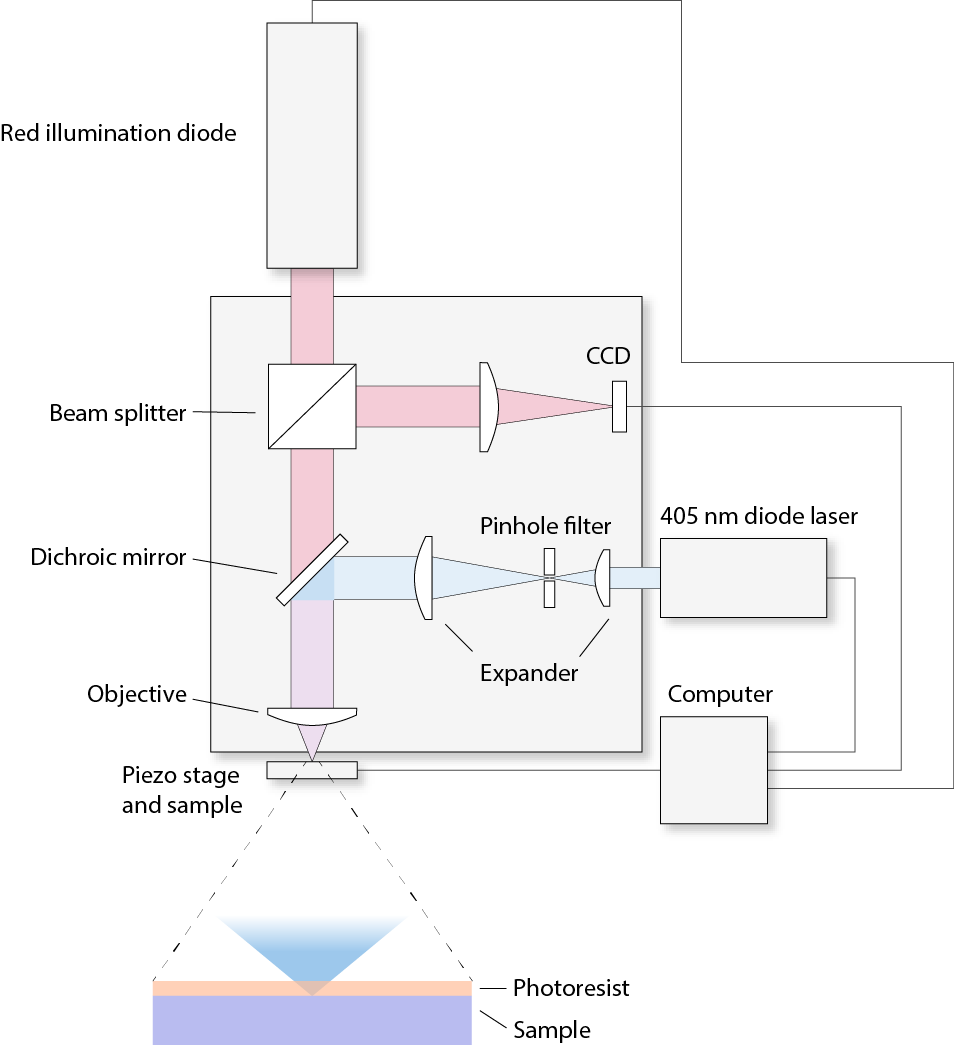 Red illumination diode
CCD
Beam splitter
405 nm diode laser
Pinhole filter
Dichroic mirror
Expander
Objective
Computer
Piezo stage
and sample
Photoresist
Sample